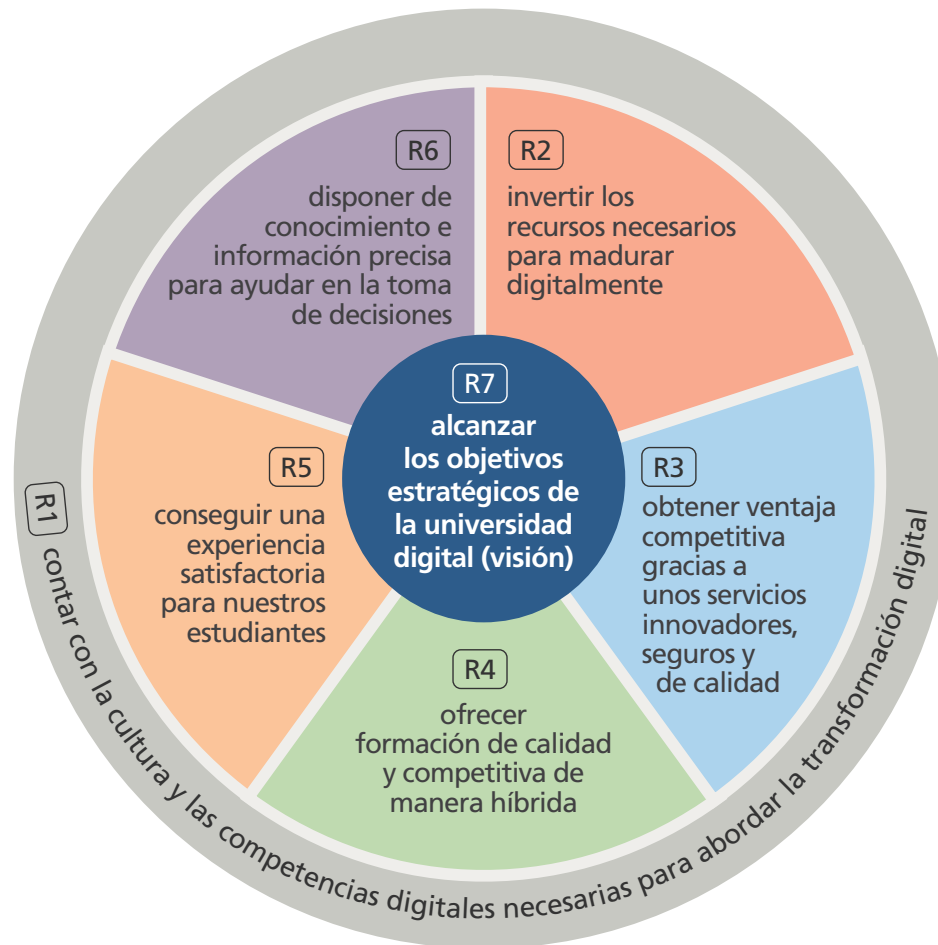 R6
disponer de
conocimiento e
información precisa
para ayudar en la toma
de decisiones
R2
invertir los
recursos necesarios
para madurar
digitalmente
R7
alcanzar
los objetivos
estratégicos de
la universidad
digital (visión)
R5
conseguir una
experiencia
satisfactoria
para nuestros
estudiantes
R3
obtener ventaja
competitiva
gracias a
unos servicios
innovadores,
seguros y
de calidad
R4
ofrecer
formación de calidad
y competitiva de
manera híbrida
R1 contar con la cultura y las competencias digitales necesarias para abordar la transformación digital